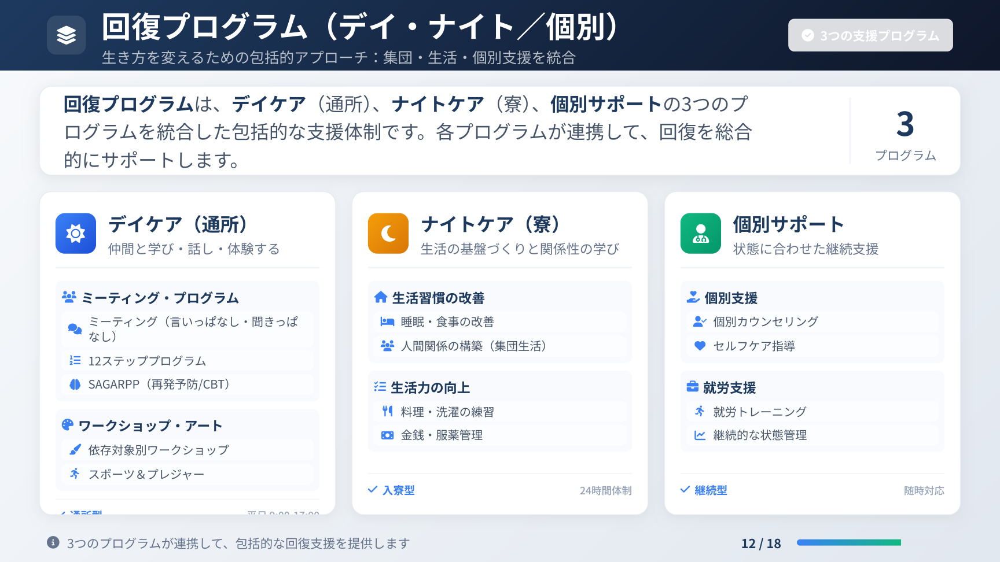 回復プログラム（デイ・ナイト／個別）
生き方を変えるための包括的アプローチ：集団・生活・個別支援を統合
3つの支援プログラム
回復プログラムは、デイケア（通所）、ナイトケア（寮）、個別サポートの3つのプ
ログラムを統合した包括的な支援体制です。各プログラムが連携して、回復を総合
的にサポートします。
3
プログラム
デイケア（通所）
仲間と学び・話し・体験する
ミーティング・プログラム
ミーティング（言いっぱなし・聞きっぱ
なし）
12ステッププログラム
SAGARPP（再発予防/CBT）
ワークショップ・アート
依存対象別ワークショップ
スポーツ＆プレジャー
通所型
平日 9:00-17:00
ナイトケア（寮）
生活の基盤づくりと関係性の学び
生活習慣の改善
睡眠・食事の改善
人間関係の構築（集団生活）
生活力の向上
料理・洗濯の練習
金銭・服薬管理
入寮型
24時間体制
個別サポート
状態に合わせた継続支援
個別支援
個別カウンセリング
セルフケア指導
就労支援
就労トレーニング
継続的な状態管理
継続型
随時対応
3つのプログラムが連携して、包括的な回復支援を提供します
12 / 18